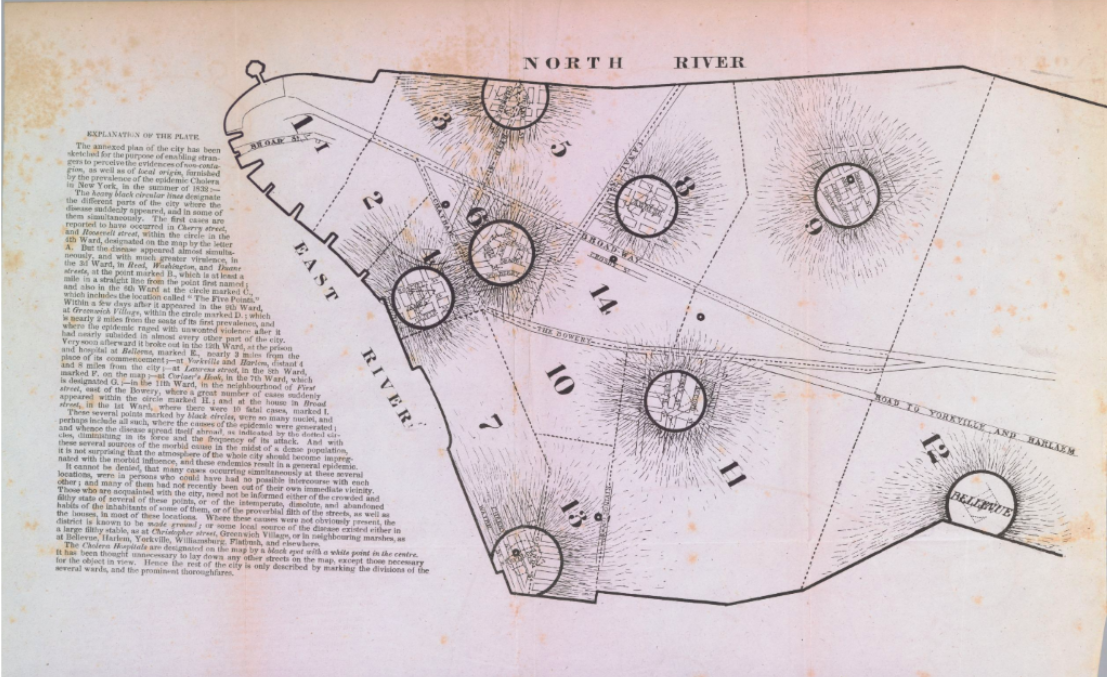 NORTH RIVER
EXPLANATION OF THE PLATE.
The annexed plan of the city has been
sketched for the purpose of enabling stran-
gers to perceive the evidences of non-conta-
gion, as well as of local origin, furnished
by the prevalence of the epidemic Cholera
in New York, in the summer of 1832:—
The heavy black circular lines designate
the different parts of the city where the
disease suddenly appeared, and in some of
them simultaneously. The first cases are
reported to have occurred in Cherry street,
and Roosevelt street, within the circle in the
4th Ward, designated on the map by the letter
A. But the disease appeared almost simulta-
neously, and with much greater virulence, in
the 3d Ward, in Read, Washington, and Duane
streets, at the point marked B., which is at least a
mile in a straight line from the point first named;
and also in the 6th Ward at the circle marked C.,
which includes the location called "The Five Points."
Within a few days after it appeared in the 9th Ward,
at Greenwich Village, within the circle marked D.; which
is nearly 2 miles from the seats of its first prevalence, and
where the epidemic raged with unwonted violence after it
had nearly subsided in almost every other part of the city.
Very soon afterward it broke out in the 12th Ward, at the prison
and hospital at Bellevue, marked E., nearly 3 miles from the
place of its commencement;—at Yorkville and Harlem, distant 4
and 8 miles from the city;—at Laurens street, in the 8th Ward,
marked F. on the map;—at Corlaer's Hook, in the 7th Ward, which
is designated G.;—in the 11th Ward, in the neighbourhood of First
street, east of the Bowery, where a great number of cases suddenly
appeared within the circle marked H.; and at the house in Broad
street, in the 1st Ward, where there were 10 fatal cases, marked I.
These several points marked by black circles, were so many nuclei, and
perhaps include all such, where the causes of the epidemic were generated;
and whence the disease spread itself abroad, as indicated by the dotted cir-
cles, diminishing in its force and the frequency of its attack. And with
these several sources of the morbid cause in the midst of a dense population,
it is not surprising that the atmosphere of the whole city should become impreg-
nated with the morbid influence, and these endemics result in a general epidemic.
It cannot be denied, that many cases occurring simultaneously at these several
locations, were in persons who could have had no possible intercourse with each
other; and many of them had not recently been out of their own immediate vicinity.
Those who are acquainted with the city, need not be informed either of the crowded and
filthy state of several of these points, or of the intemperate, dissolute, and abandoned
habits of the inhabitants of some of them, or of the proverbial filth of the streets, as well as
the houses, in most of these locations. Where these causes were not obviously present, the
district is known to be made ground; or some local source of the disease existed either in
a large filthy stable, as at Christopher street, Greenwich Village, or in neighbouring marshes, as
at Bellevue, Harlem, Yorkville, Williamsburg, Flatbush, and elsewhere.
The Cholera Hospitals are designated on the map by a black spot with a white point in the centre.
It has been thought unnecessary to lay down any other streets on the map, except those necessary
for the object in view. Hence the rest of the city is only described by marking the divisions of the
several wards, and the prominent thoroughfares.
1
BROAD ST.
I
2
3
4
5
6
7
8
9
10
11
12
13
14
BROADWAY
THE BOWERY
ROAD TO YORKVILLE AND HARLAEM
BELLEVUE
EAST RIVER